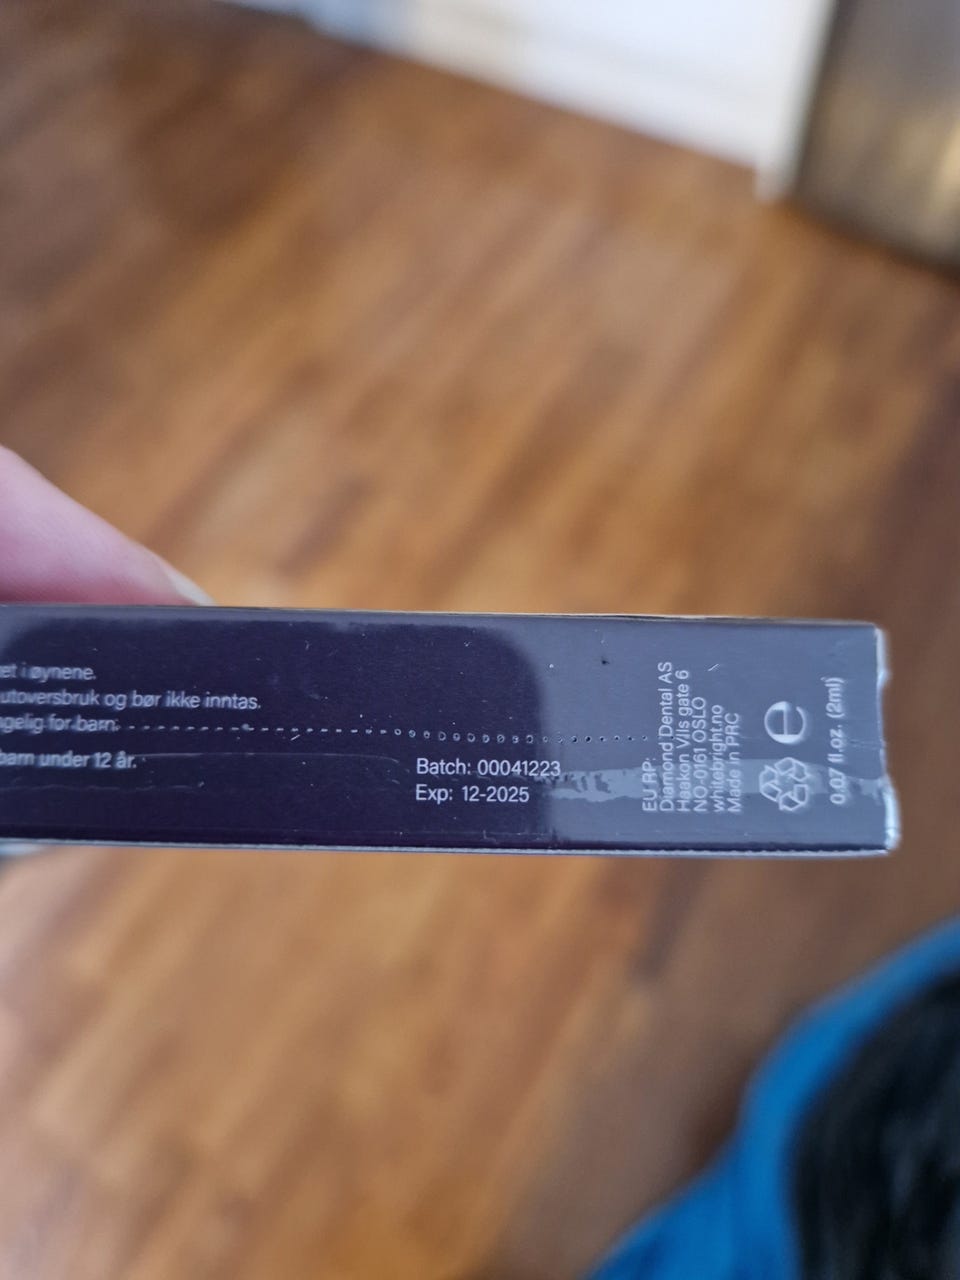 et i øynene.
utoversbruk og bør ikke inntas.
ngelig for barn.
barn under 12 år.
Batch: 00041223
Exp: 12-2025
EU RP:
Diamond Dental AS
Haakon VIIs gate 6
NO-0161 OSLO
whitebright.no
Made in PRC
e
0.07 fl.oz. (2ml)